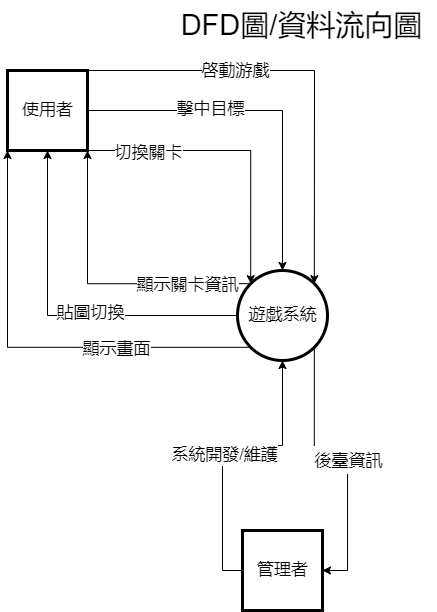 DFD圖/資料流向圖
啓動游戲
使用者
擊中目標
切換關卡
顯示關卡資訊
貼圖切換
遊戲系統
顯示畫面
系統開發/維護
後臺資訊
管理者